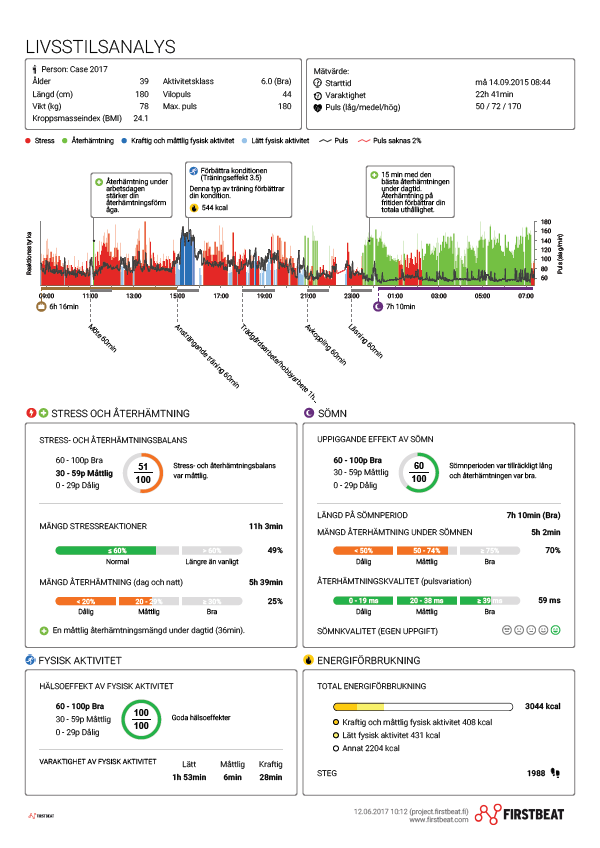 LIVSSTILSANALYS
Person: Case 2017
Ålder 39 Aktivitetsklass 6.0 (Bra)
Längd (cm) 180 Vilopuls 44
Vikt (kg) 78 Max. puls 180
Kroppsmasseindex (BMI) 24.1
Mätvärde:
Starttid må 14.09.2015 08:44
Varaktighet 22h 41min
Puls (låg/medel/hög) 50 / 72 / 170
Stress Återhämtning Kraftig och måttlig fysisk aktivitet Lätt fysisk aktivitet Puls Puls saknas 2%
Återhämtning under
arbetsdagen
stärker din
återhämtningsförm
åga.
Förbättra konditionen
(Träningseffekt 3.5)
Denna typ av träning förbättrar
din kondition.
544 kcal
15 min med den
bästa återhämtningen
under dagtid.
Återhämtning på
fritiden förbättrar din
totala uthållighet.
Reaktionsstyrka
Puls (slag/min)
180
160
140
120
100
80
60
09:00 11:00 13:00 15:00 17:00 19:00 21:00 23:00 01:00 03:00 05:00 07:00
6h 16min
7h 10min
Möte 60min
Ansträngande träning 60min
Trädgårdsarbete/hobbyarbete 1h...
Avkoppling 60min
Läsning 60min
STRESS OCH ÅTERHÄMTNING
STRESS- OCH ÅTERHÄMTNINGSBALANS
60 - 100p Bra
30 - 59p Måttlig
0 - 29p Dålig
51
100
Stress- och återhämtningsbalans
var måttlig.
MÄNGD STRESSREAKTIONER 11h 3min
≤ 60% > 60% 49%
Normal Längre än vanligt
MÄNGD ÅTERHÄMTNING (dag och natt) 5h 39min
< 20% 20 - 29% ≥ 30% 25%
Dålig Måttlig Bra
En måttlig återhämtningsmängd under dagtid (36min).
SÖMN
UPPIGGANDE EFFEKT AV SÖMN
60 - 100p Bra
30 - 59p Måttlig
0 - 29p Dålig
60
100
Sömnperioden var tillräckligt lång
och återhämtningen var bra.
LÄNGD PÅ SÖMNPERIOD 7h 10min (Bra)
MÄNGD ÅTERHÄMTNING UNDER SÖMNEN 5h 2min
< 50% 50 - 74% ≥ 75% 70%
Dålig Måttlig Bra
ÅTERHÄMTNINGSKVALITET (pulsvariation)
0 - 19 ms 20 - 38 ms ≥ 39 ms 59 ms
Dålig Måttlig Bra
SÖMNKVALITET (EGEN UPPGIFT)
FYSISK AKTIVITET
HÄLSOEFFEKT AV FYSISK AKTIVITET
60 - 100p Bra
30 - 59p Måttlig
0 - 29p Dålig
100
100
Goda hälsoeffekter
VARAKTIGHET AV FYSISK AKTIVITET Lätt Måttlig Kraftig
1h 53min 6min 28min
ENERGIFÖRBRUKNING
TOTAL ENERGIFÖRBRUKNING
3044 kcal
Kraftig och måttlig fysisk aktivitet 408 kcal
Lätt fysisk aktivitet 431 kcal
Annat 2204 kcal
STEG 1988
FIRSTBEAT
12.06.2017 10:12 (project.firstbeat.fi)
www.firstbeat.com
FIRSTBEAT